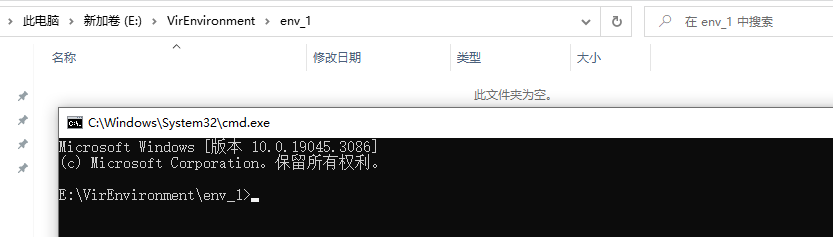 此电脑 > 新加卷 (E:) > VirEnvironment > env_1
在 env_1 中搜索
名称 修改日期 类型 大小
此文件夹为空。
C:\Windows\System32\cmd.exe
Microsoft Windows [版本 10.0.19045.3086]
(c) Microsoft Corporation。保留所有权利。
E:\VirEnvironment\env_1>